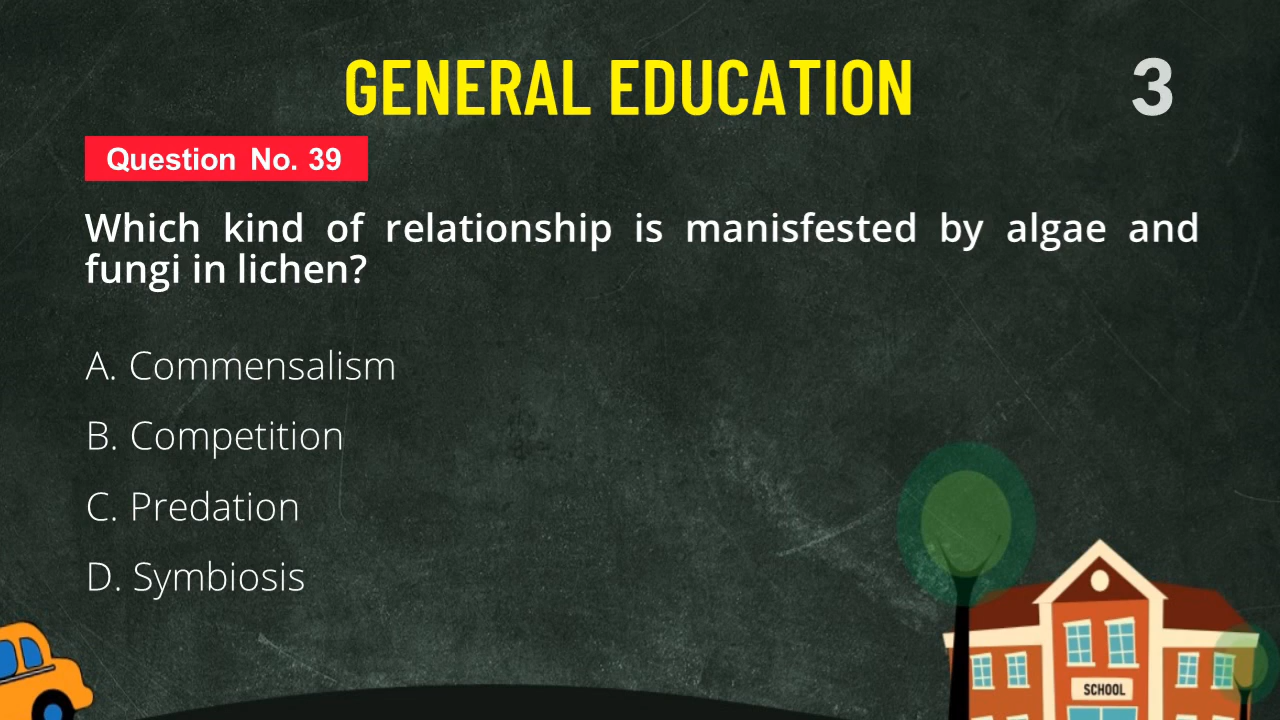 GENERAL EDUCATION
3
Question No. 39
Which kind of relationship is manisfested by algae and
fungi in lichen?
A. Commensalism
B. Competition
C. Predation
D. Symbiosis
SCHOOL